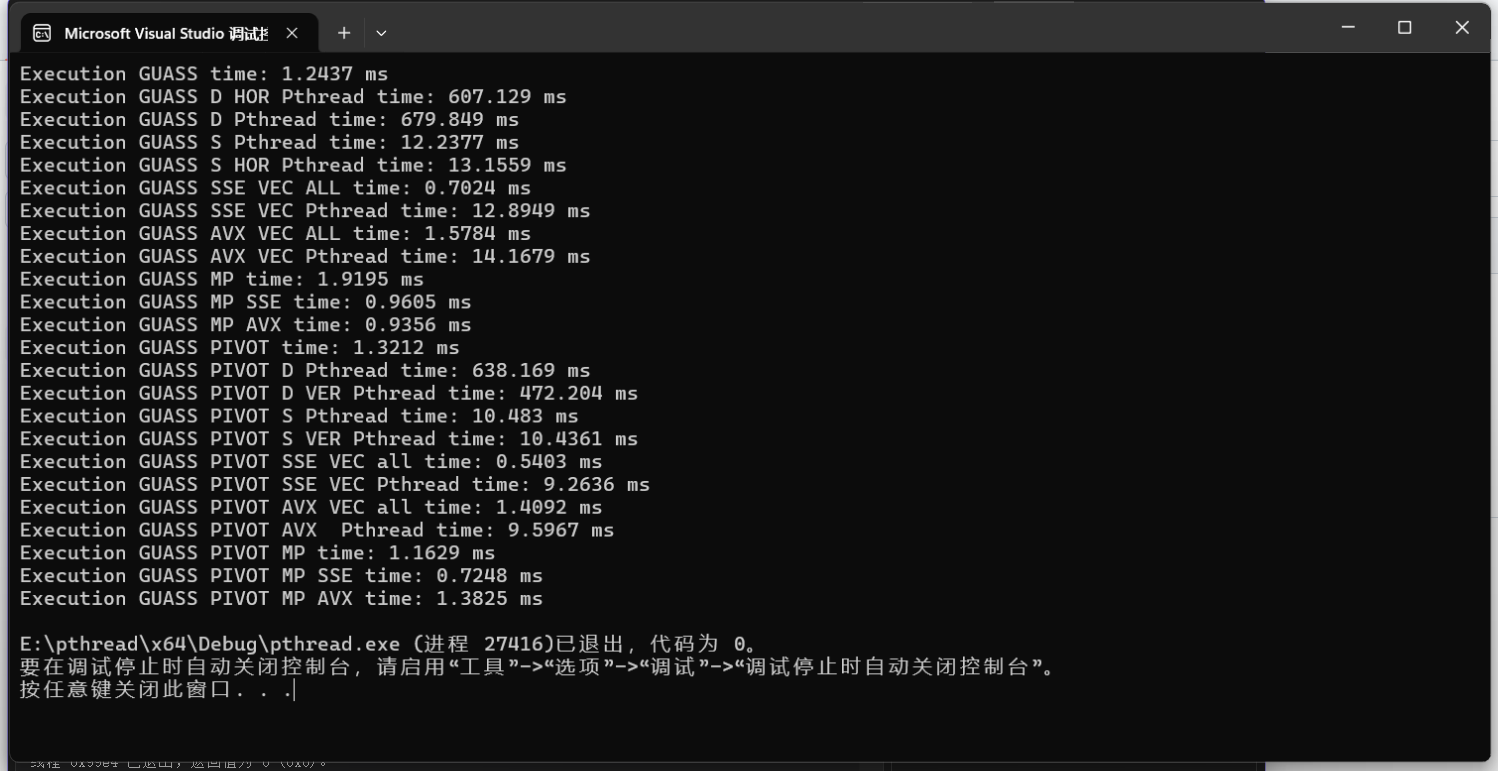 Microsoft Visual Studio 调试控
Execution GUASS time: 1.2437 ms
Execution GUASS D HOR Pthread time: 607.129 ms
Execution GUASS D Pthread time: 679.849 ms
Execution GUASS S Pthread time: 12.2377 ms
Execution GUASS S HOR Pthread time: 13.1559 ms
Execution GUASS SSE VEC ALL time: 0.7024 ms
Execution GUASS SSE VEC Pthread time: 12.8949 ms
Execution GUASS AVX VEC ALL time: 1.5784 ms
Execution GUASS AVX VEC Pthread time: 14.1679 ms
Execution GUASS MP time: 1.9195 ms
Execution GUASS MP SSE time: 0.9605 ms
Execution GUASS MP AVX time: 0.9356 ms
Execution GUASS PIVOT time: 1.3212 ms
Execution GUASS PIVOT D Pthread time: 638.169 ms
Execution GUASS PIVOT D VER Pthread time: 472.204 ms
Execution GUASS PIVOT S Pthread time: 10.483 ms
Execution GUASS PIVOT S VER Pthread time: 10.4361 ms
Execution GUASS PIVOT SSE VEC all time: 0.5403 ms
Execution GUASS PIVOT SSE VEC Pthread time: 9.2636 ms
Execution GUASS PIVOT AVX VEC all time: 1.4092 ms
Execution GUASS PIVOT AVX  Pthread time: 9.5967 ms
Execution GUASS PIVOT MP time: 1.1629 ms
Execution GUASS PIVOT MP SSE time: 0.7248 ms
Execution GUASS PIVOT MP AVX time: 1.3825 ms
E:\pthread\x64\Debug\pthread.exe (进程 27416)已退出，代码为 0。
要在调试停止时自动关闭控制台，请启用“工具”->“选项”->“调试”->“调试停止时自动关闭控制台”。
按任意键关闭此窗口. . .